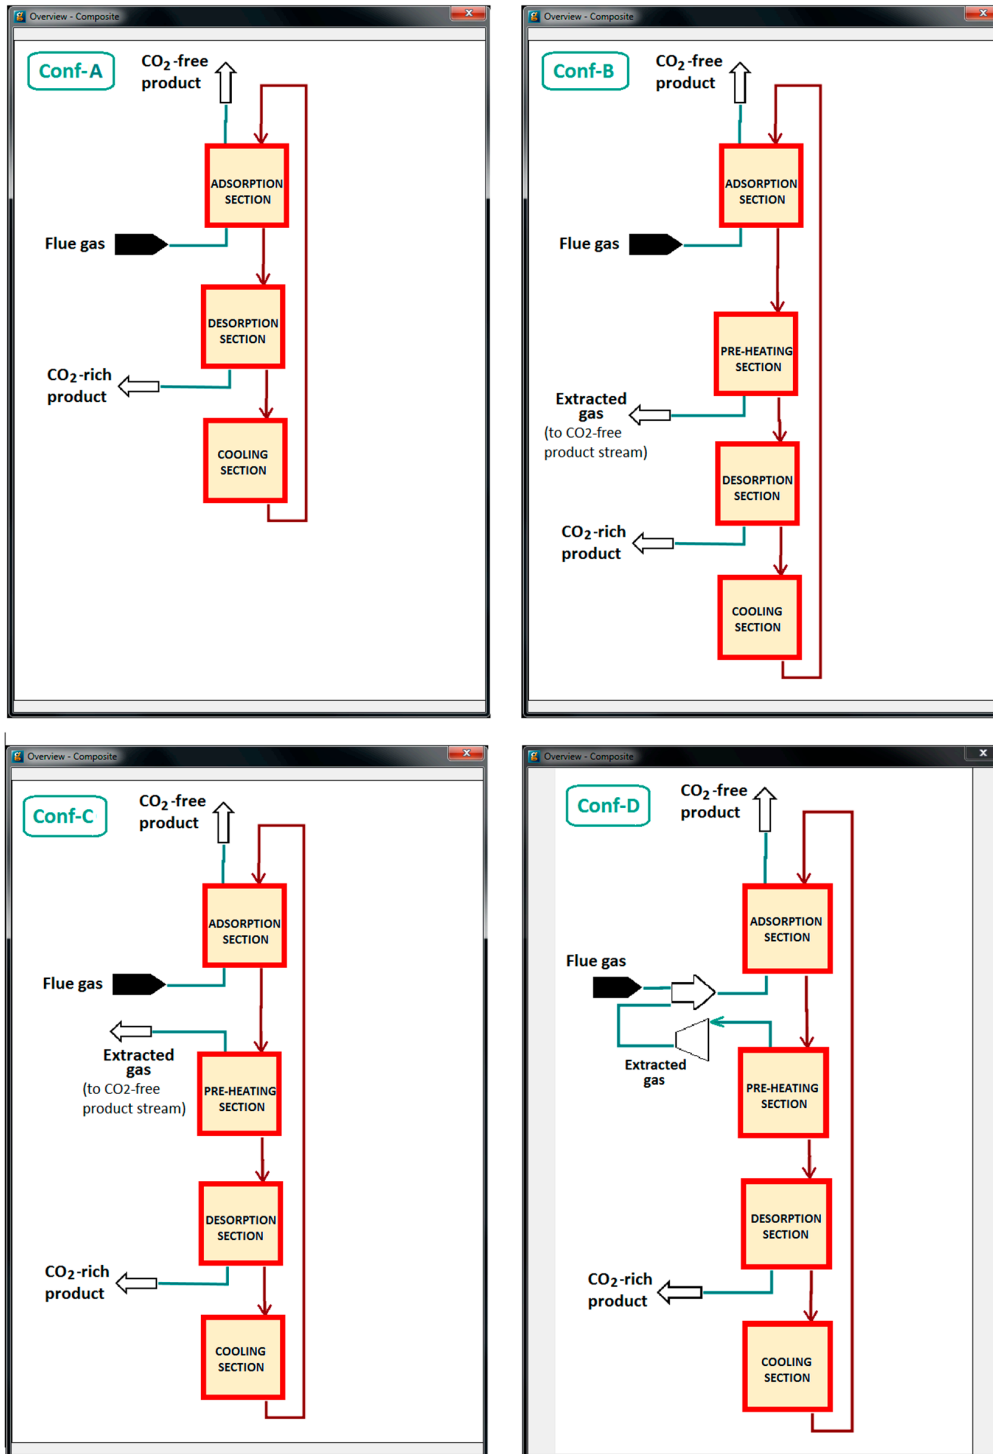 Overview - Composite
Conf-A
CO2-free
product
ADSORPTION
SECTION
Flue gas
DESORPTION
SECTION
CO2-rich
product
COOLING
SECTION
Overview - Composite
Conf-B
CO2-free
product
ADSORPTION
SECTION
Flue gas
PRE-HEATING
SECTION
Extracted
gas
(to CO2-free
product stream)
DESORPTION
SECTION
CO2-rich
product
COOLING
SECTION
Overview - Composite
Conf-C
CO2-free
product
ADSORPTION
SECTION
Flue gas
Extracted
gas
(to CO2-free
product stream)
PRE-HEATING
SECTION
DESORPTION
SECTION
CO2-rich
product
COOLING
SECTION
Overview - Composite
Conf-D
CO2-free
product
ADSORPTION
SECTION
Flue gas
Extracted
gas
PRE-HEATING
SECTION
DESORPTION
SECTION
CO2-rich
product
COOLING
SECTION